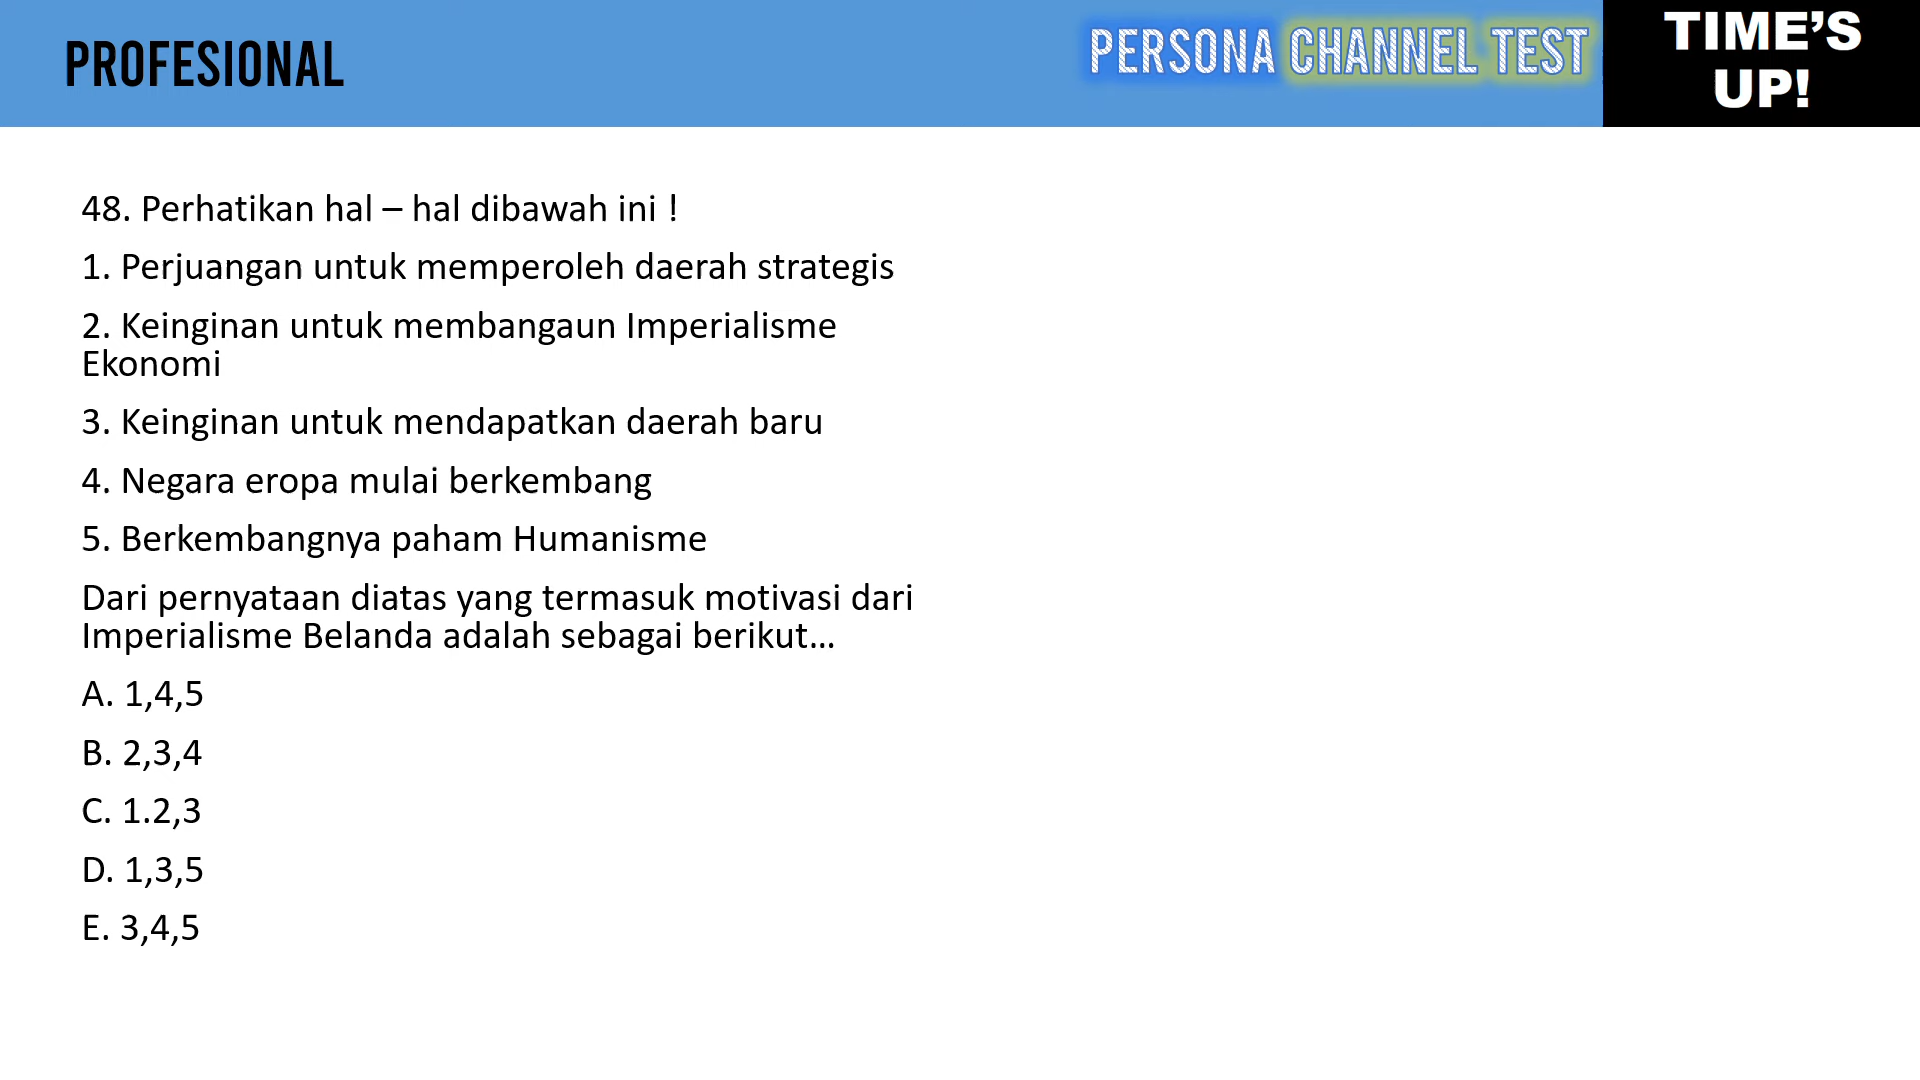 PROFESIONAL
PERSONA CHANNEL TEST
TIME'S
UP!
48. Perhatikan hal – hal dibawah ini !
1. Perjuangan untuk memperoleh daerah strategis
2. Keinginan untuk membangaun Imperialisme
Ekonomi
3. Keinginan untuk mendapatkan daerah baru
4. Negara eropa mulai berkembang
5. Berkembangnya paham Humanisme
Dari pernyataan diatas yang termasuk motivasi dari
Imperialisme Belanda adalah sebagai berikut...
A. 1,4,5
B. 2,3,4
C. 1.2,3
D. 1,3,5
E. 3,4,5